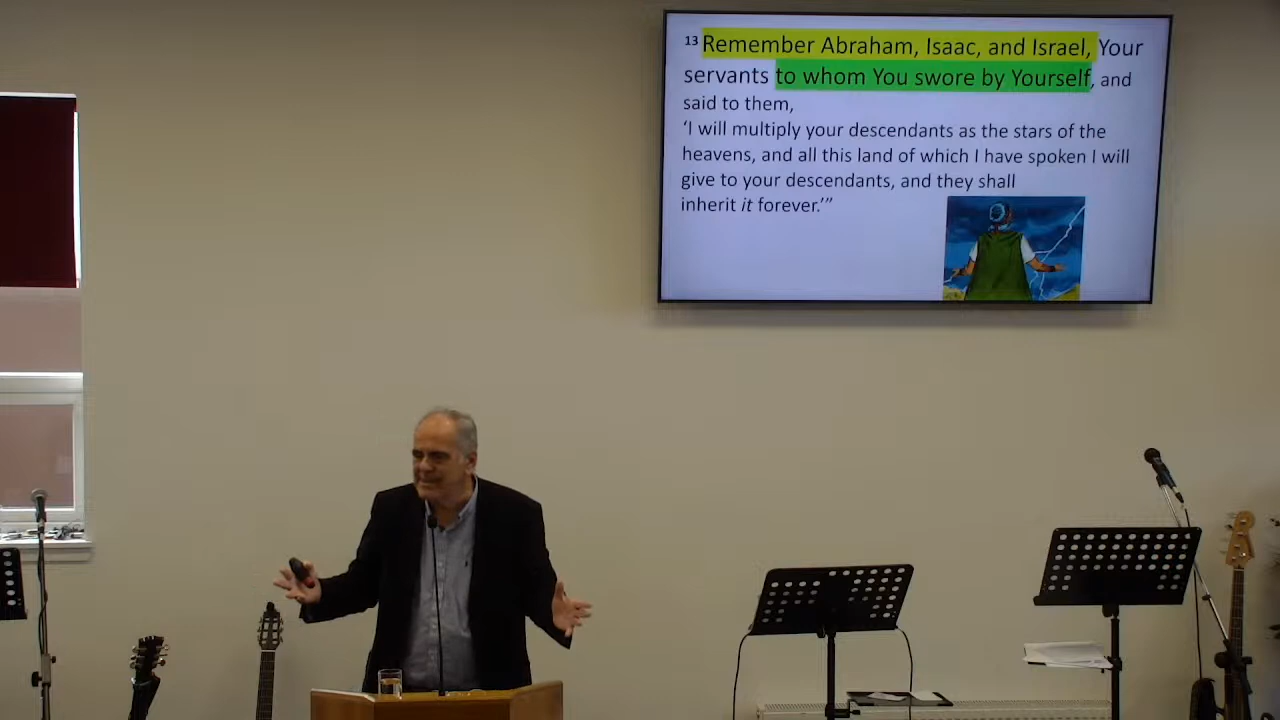 13 Remember Abraham, Isaac, and Israel, Your
servants to whom You swore by Yourself, and
said to them,
‘I will multiply your descendants as the stars of the
heavens, and all this land of which I have spoken I will
give to your descendants, and they shall
inherit it forever.’”